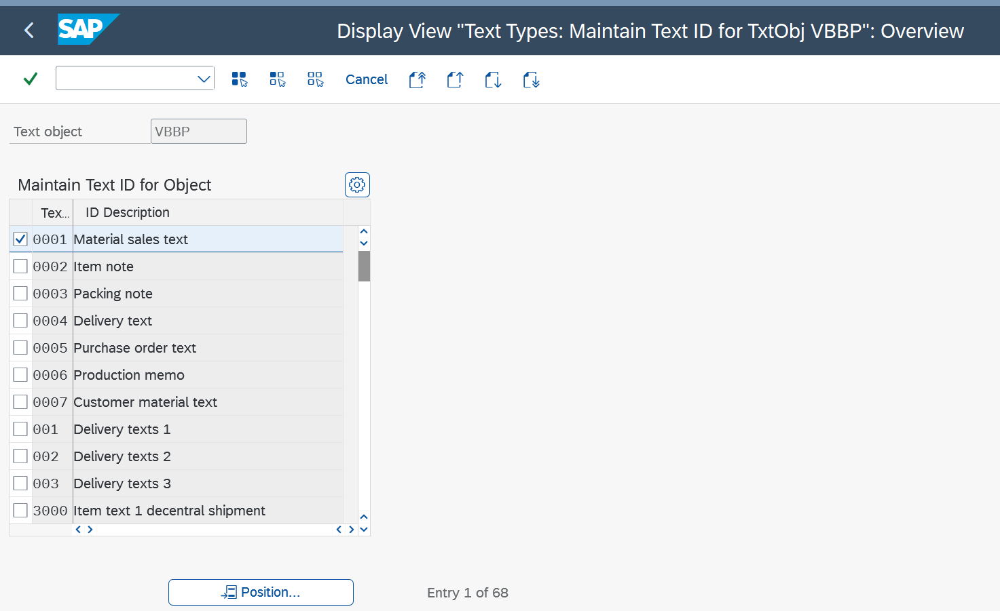 SAP
Display View "Text Types: Maintain Text ID for TxtObj VBBP": Overview
Cancel
Text object VBBP
Maintain Text ID for Object
Tex... ID Description
0001 Material sales text
0002 Item note
0003 Packing note
0004 Delivery text
0005 Purchase order text
0006 Production memo
0007 Customer material text
001 Delivery texts 1
002 Delivery texts 2
003 Delivery texts 3
3000 Item text 1 decentral shipment
Position... Entry 1 of 68